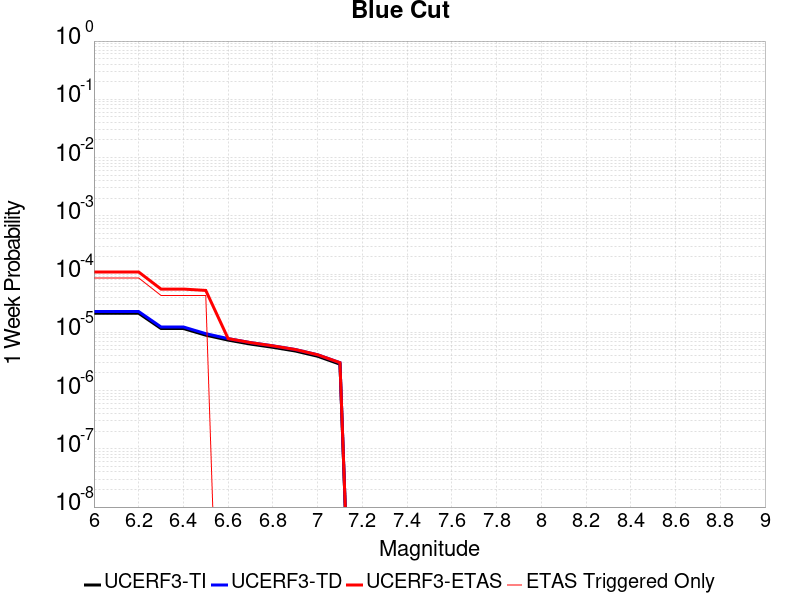 Blue Cut
10^0
10^-1
10^-2
10^-3
10^-4
10^-5
10^-6
10^-7
10^-8
1 Week Probability
6 6.2 6.4 6.6 6.8 7 7.2 7.4 7.6 7.8 8 8.2 8.4 8.6 8.8 9
Magnitude
UCERF3-TI UCERF3-TD UCERF3-ETAS ETAS Triggered Only